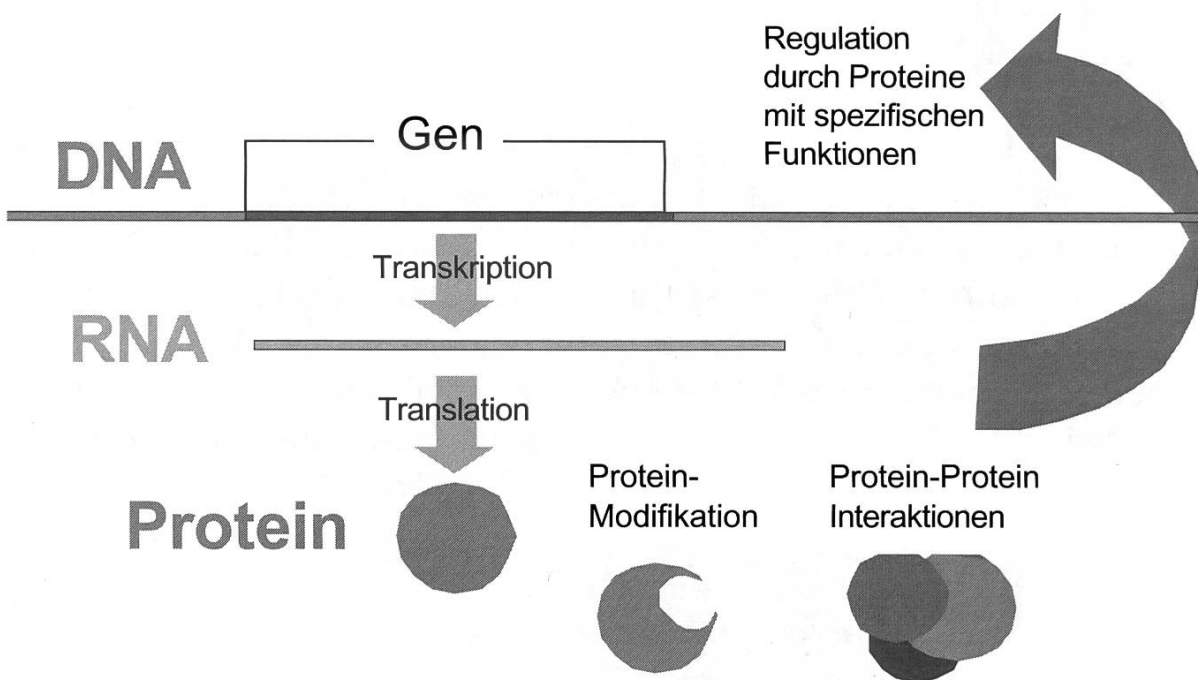 Regulation
durch Proteine
mit spezifischen
Funktionen
Gen
DNA
Transkription
RNA
Translation
Protein
Protein-
Modifikation
Protein-Protein
Interaktionen